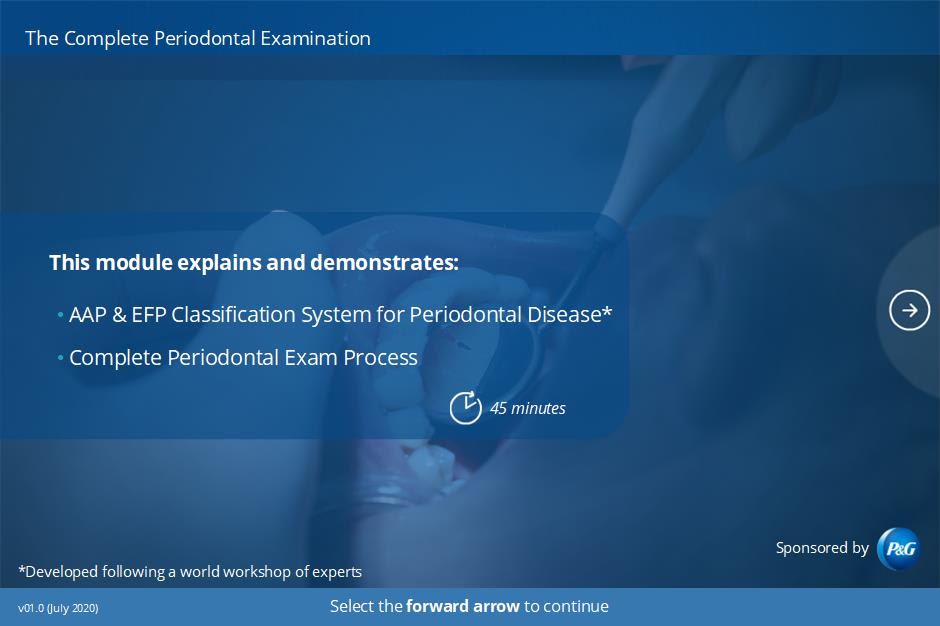 The Complete Periodontal Examination
This module explains and demonstrates:
• AAP & EFP Classification System for Periodontal Disease*
• Complete Periodontal Exam Process
45 minutes
Sponsored by P&G
*Developed following a world workshop of experts
v01.0 (July 2020)
Select the forward arrow to continue